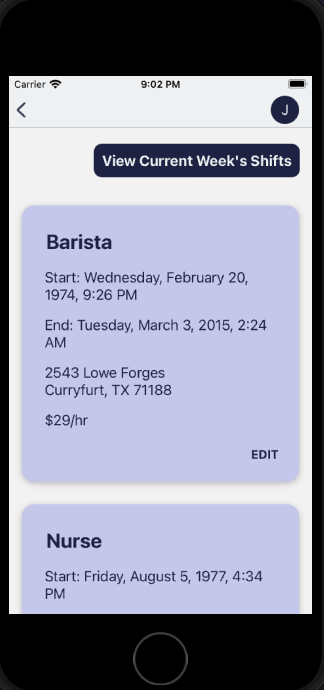 Carrier 9:02 PM
J
View Current Week's Shifts
Barista
Start: Wednesday, February 20,
1974, 9:26 PM
End: Tuesday, March 3, 2015, 2:24
AM
2543 Lowe Forges
Curryfurt, TX 71188
$29/hr
EDIT
Nurse
Start: Friday, August 5, 1977, 4:34
PM